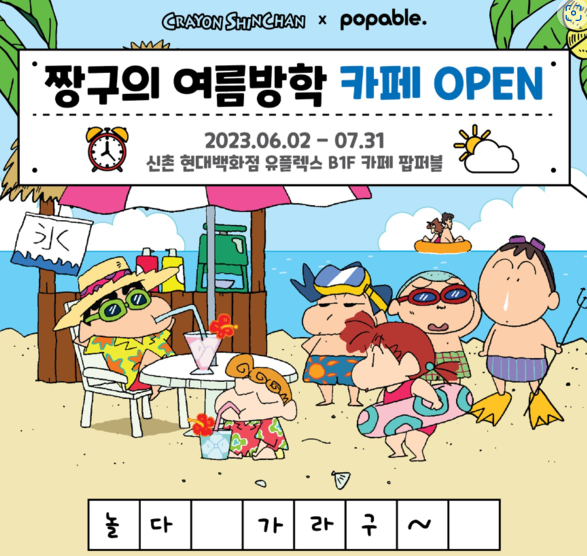 CRAYON SHINCHAN x popable.
짱구의 여름방학 카페 OPEN
2023.06.02 - 07.31
신촌 현대백화점 유플렉스 B1F 카페 팝퍼블
氷
놀 다 가 라 구 ~